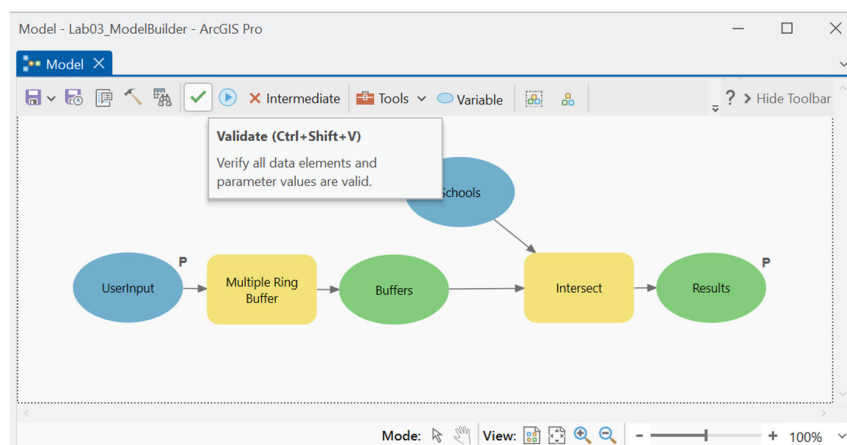 Model - Lab03_ModelBuilder - ArcGIS Pro
Model
Intermediate Tools Variable ? Hide Toolbar
Validate (Ctrl+Shift+V)
Verify all data elements and
parameter values are valid.
Schools
P
P
UserInput
Multiple Ring
Buffer
Buffers
Intersect
Results
Mode: View: - + 100%